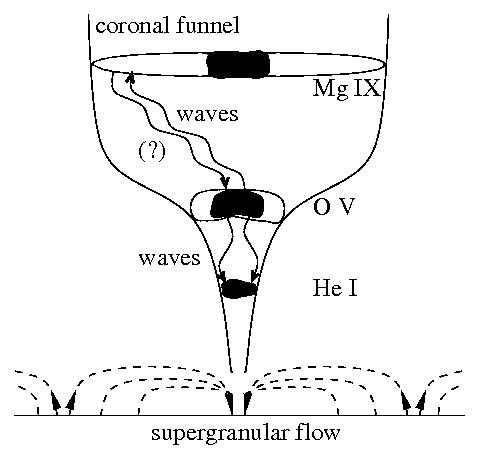 coronal funnel
Mg IX
waves
(?)
O V
waves
He I
supergranular flow